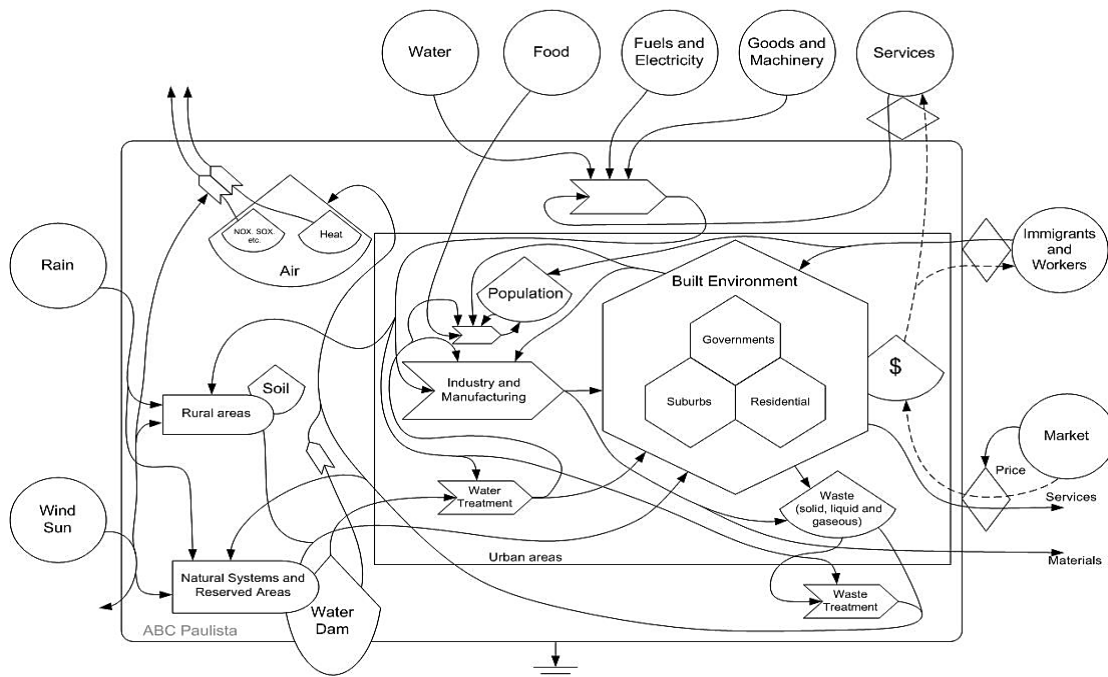 Water
Food
Fuels and
Electricity
Goods and
Machinery
Services
NOX. SOX.
etc.
Heat
Air
Rain
Immigrants
and
Workers
Built Environment
Population
Governments
Suburbs
Residential
$
Industry and
Manufacturing
Soil
Rural areas
Market
Price
Services
Water
Treatment
Waste
(solid, liquid and
gaseous)
Wind
Sun
Urban areas
Materials
Natural Systems and
Reserved Areas
Water
Dam
Waste
Treatment
ABC Paulista